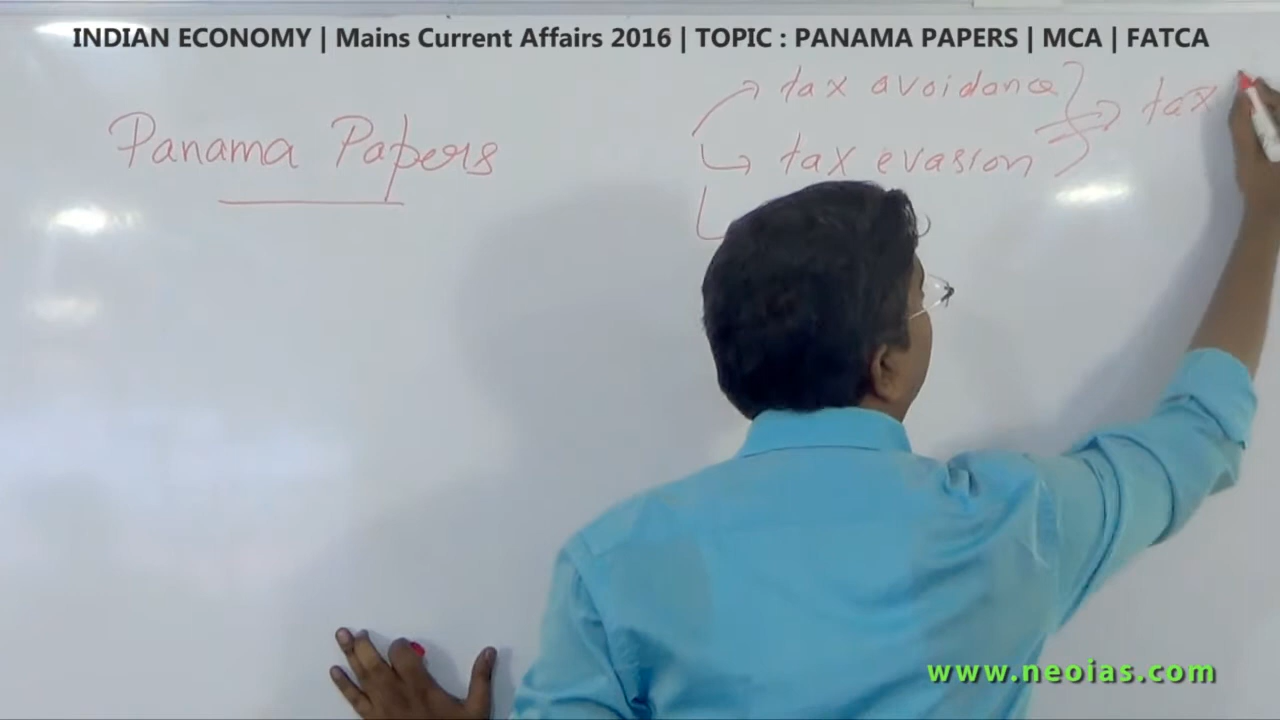 INDIAN ECONOMY | Mains Current Affairs 2016 | TOPIC : PANAMA PAPERS | MCA | FATCA
Panama Papers
tax avoidance
tax evasion
tax
www.neoias.com